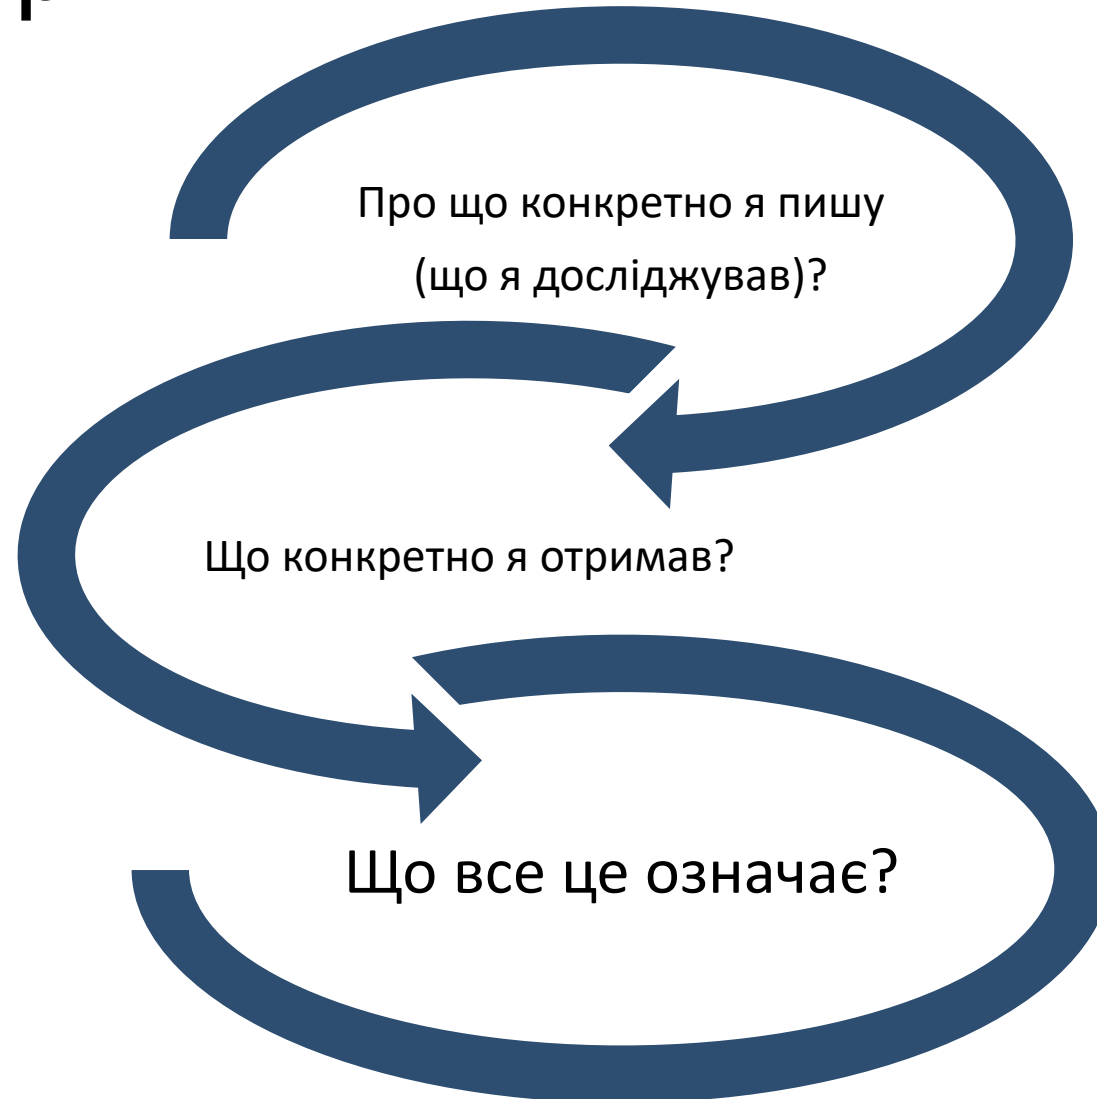 Про що конкретно я пишу
(що я досліджував)?
Що конкретно я отримав?
Що все це означає?